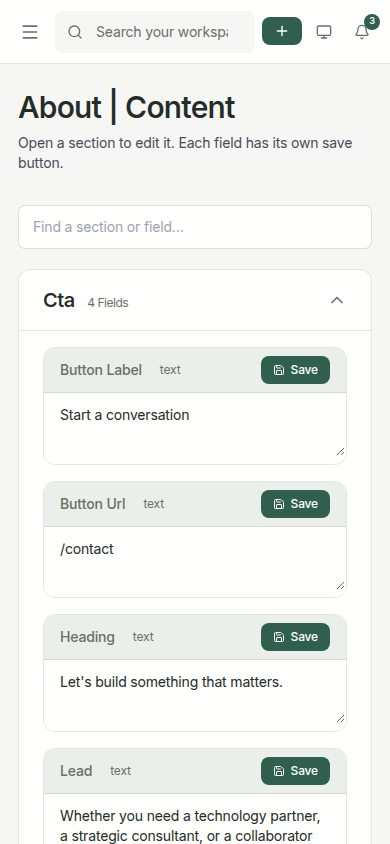 Search your workspa
3
About | Content
Open a section to edit it. Each field has its own save
button.
Find a section or field...
Cta 4 Fields
Button Label text Save
Start a conversation
Button Url text Save
/contact
Heading text Save
Let's build something that matters.
Lead text Save
Whether you need a technology partner,
a strategic consultant, or a collaborator